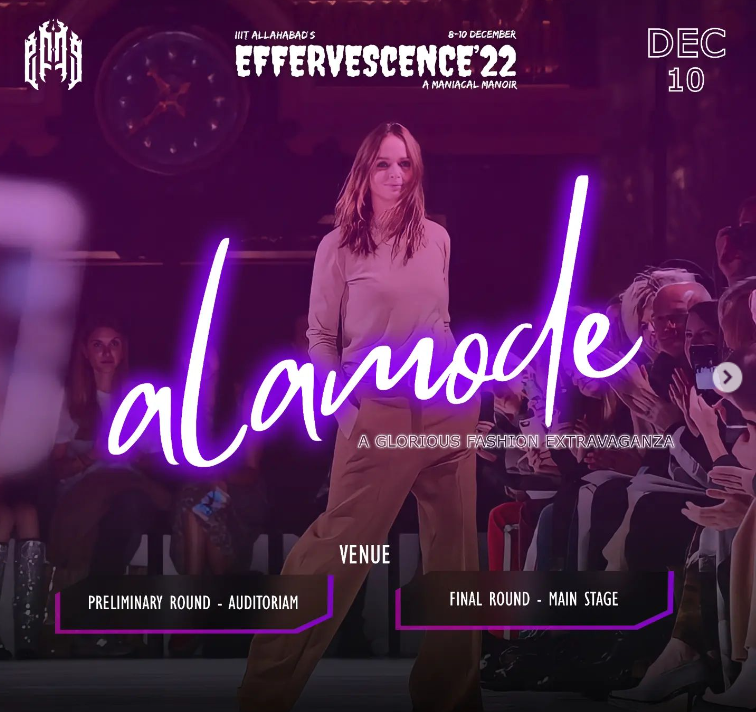 IIIT ALLAHABAD'S
8-10 DECEMBER
EFFERVESCENCE'22
A MANIACAL MANOIR
DEC
10
alamode
A GLORIOUS FASHION EXTRAVAGANZA
VENUE
PRELIMINARY ROUND - AUDITORIAM
FINAL ROUND - MAIN STAGE